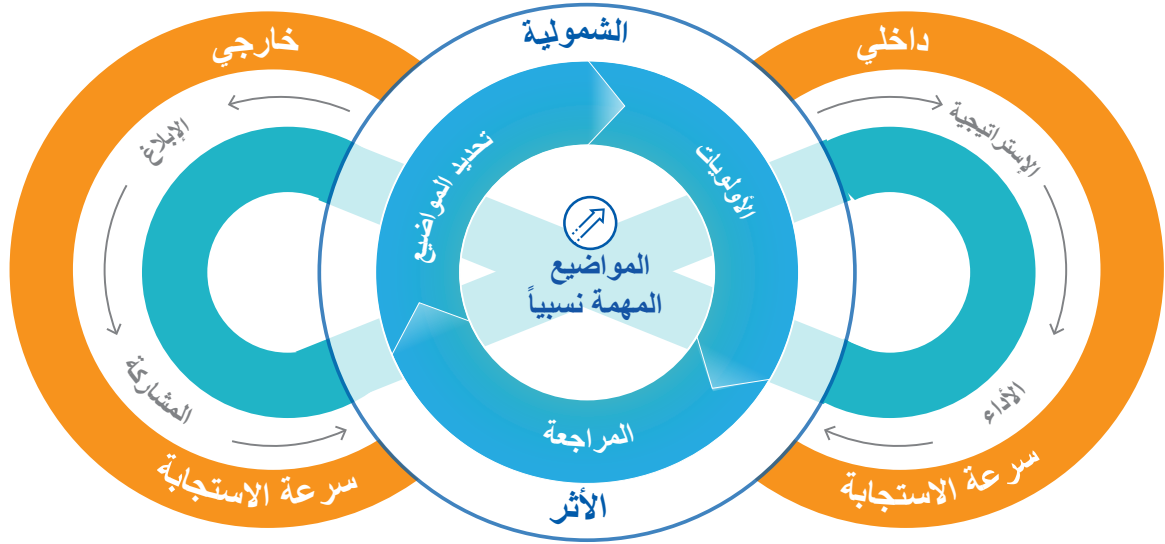 الشمولية
داخلي
خارجي
الإستراتيجية
الأداء
سرعة الاستجابة
الأولويات
تحديد المواضيع
المواضيع
المهمة نسبياً
المراجعة
الأثر
الإبلاغ
المشاركة
سرعة الاستجابة